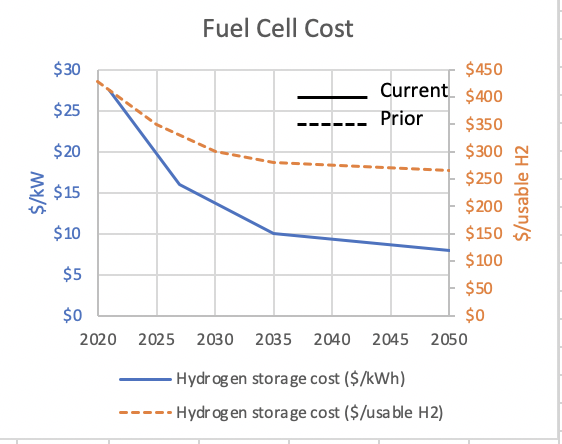 Fuel Cell Cost
$30
$25
$20
$15
$10
$5
$0
$/kW
$450
$400
$350
$300
$250
$200
$150
$100
$50
$0
$/usable H2
Current
Prior
2020 2025 2030 2035 2040 2045 2050
Hydrogen storage cost ($/kWh)
Hydrogen storage cost ($/usable H2)